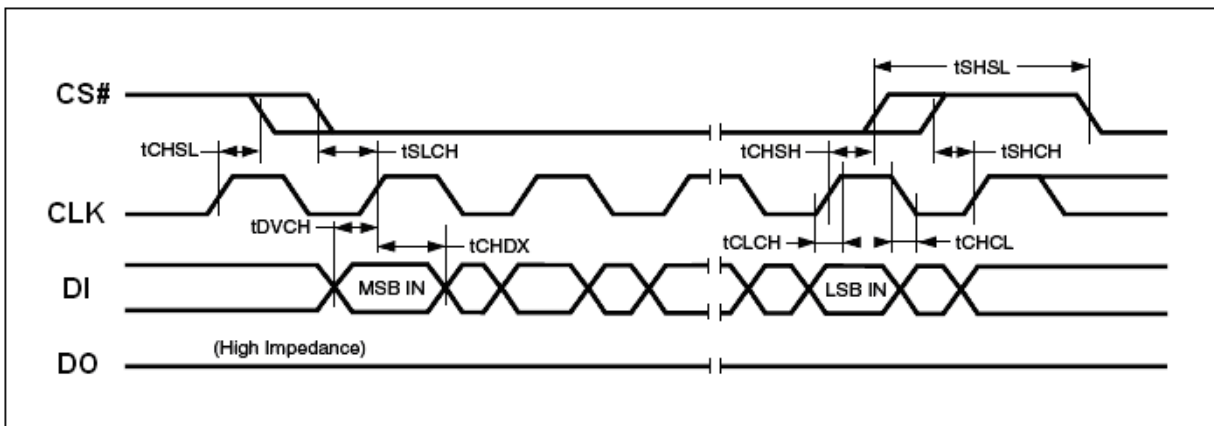 tSHSL
CS#
tCHSL
tSLCH
tCHSH
tSHCH
CLK
tDVCH
tCHDX
tCLCH
tCHCL
DI
MSB IN
LSB IN
(High Impedance)
DO